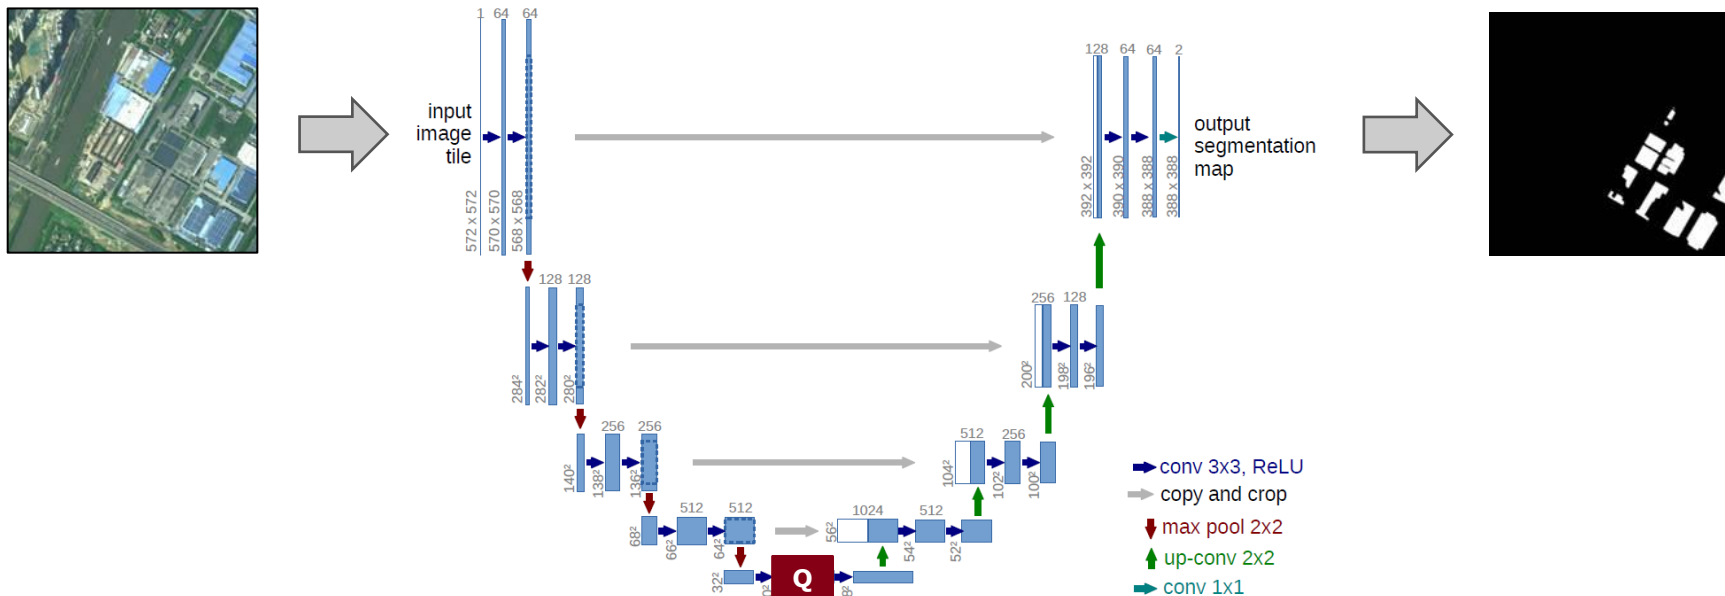 1 64 64
input
image
tile
572 x 572
570 x 570
568 x 568
128 64 64 2
output
segmentation
map
392 x 392
390 x 390
388 x 388
388 x 388
128 128
284²
282²
280²
256 128
200²
198²
196²
256 256
140²
138²
136²
512 256
104²
102²
100²
512 512
68²
66²
64²
1024 512
56²
54²
52²
32²
Q
conv 3x3, ReLU
copy and crop
max pool 2x2
up-conv 2x2
conv 1x1